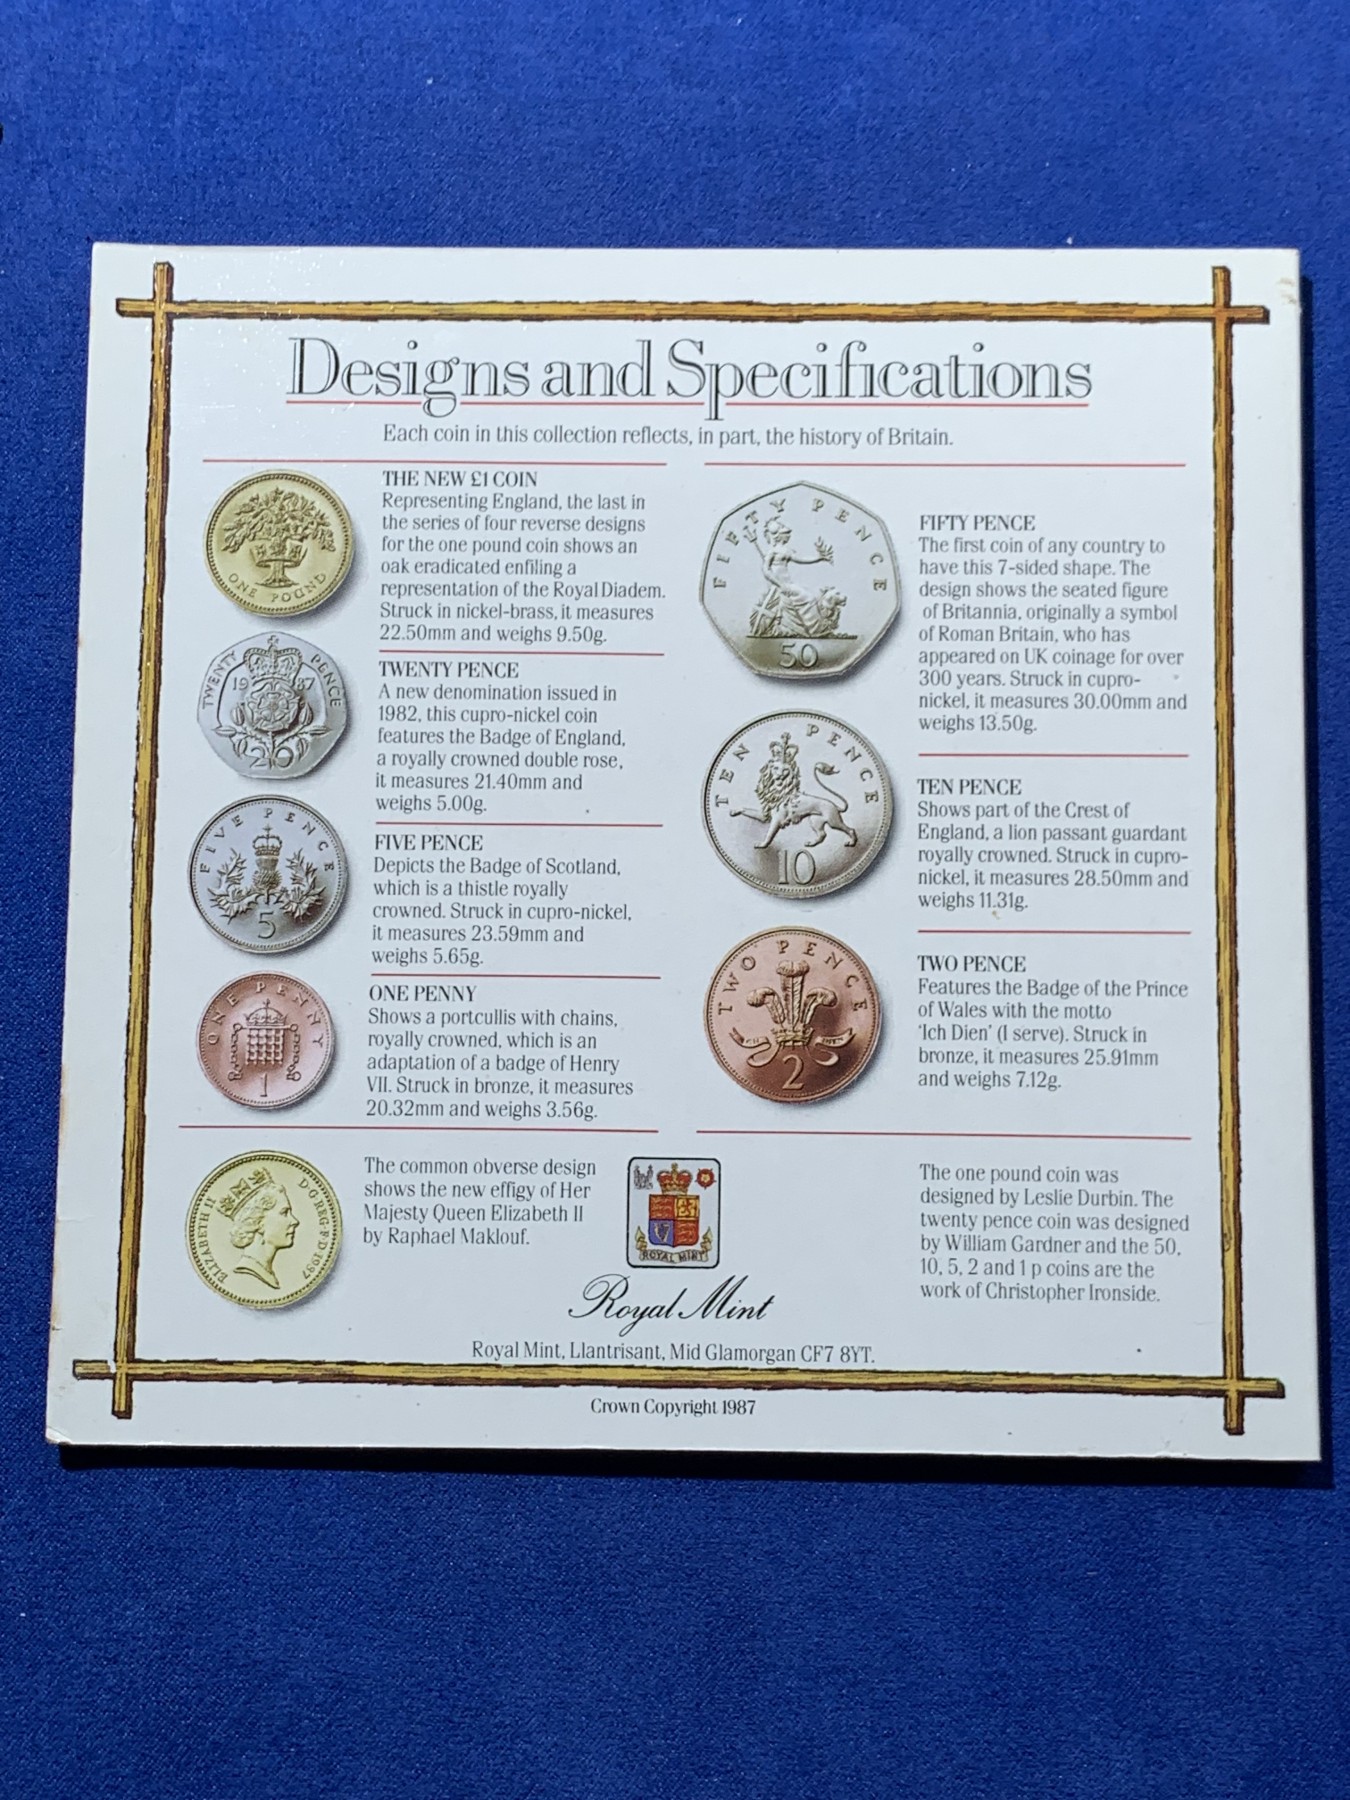 Designs and Specifications
Each coin in this collection reflects, in part, the history of Britain.
THE NEW £1 COIN
Representing England, the last in
the series of four reverse designs
for the one pound coin shows an
oak eradicated enfiling a
representation of the Royal Diadem.
Struck in nickel-brass, it measures
22.50mm and weighs 9.50g.
ONE POUND
TWENTY PENCE
A new denomination issued in
1982, this cupro-nickel coin
features the Badge of England,
a royally crowned double rose,
it measures 21.40mm and
weighs 5.00g.
TWENTY PENCE
19 87
20
FIVE PENCE
Depicts the Badge of Scotland,
which is a thistle royally
crowned. Struck in cupro-nickel,
it measures 23.59mm and
weighs 5.65g.
FIVE PENCE
5
ONE PENNY
Shows a portcullis with chains,
royally crowned, which is an
adaptation of a badge of Henry
VII. Struck in bronze, it measures
20.32mm and weighs 3.56g.
ONE PENNY
1
FIFTY PENCE
50
FIFTY PENCE
The first coin of any country to
have this 7-sided shape. The
design shows the seated figure
of Britannia, originally a symbol
of Roman Britain, who has
appeared on UK coinage for over
300 years. Struck in cupro-
nickel, it measures 30.00mm and
weighs 13.50g.
TEN PENCE
10
TEN PENCE
Shows part of the Crest of
England, a lion passant guardant
royally crowned. Struck in cupro-
nickel, it measures 28.50mm and
weighs 11.31g.
TWO PENCE
2
TWO PENCE
Features the Badge of the Prince
of Wales with the motto
'Ich Dien' (I serve). Struck in
bronze, it measures 25.91mm
and weighs 7.12g.
ELIZABETH II D·G·REG·F·D·1987
The common obverse design
shows the new effigy of Her
Majesty Queen Elizabeth II
by Raphael Maklouf.
ROYAL MINT
Royal Mint
The one pound coin was
designed by Leslie Durbin. The
twenty pence coin was designed
by William Gardner and the 50,
10, 5, 2 and 1p coins are the
work of Christopher Ironside.
Royal Mint, Llantrisant, Mid Glamorgan CF7 8YT.
Crown Copyright 1987